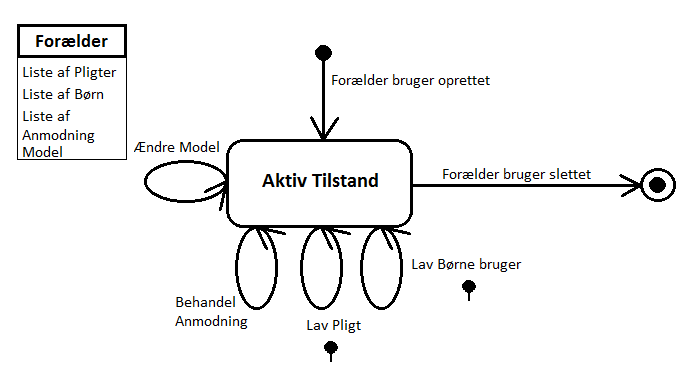 Forælder
Liste af Pligter
Liste af Børn
Liste af
Anmodning
Model
Forælder bruger oprettet
Ændre Model
Aktiv Tilstand
Forælder bruger slettet
Lav Børne bruger
Behandel
Anmodning
Lav Pligt